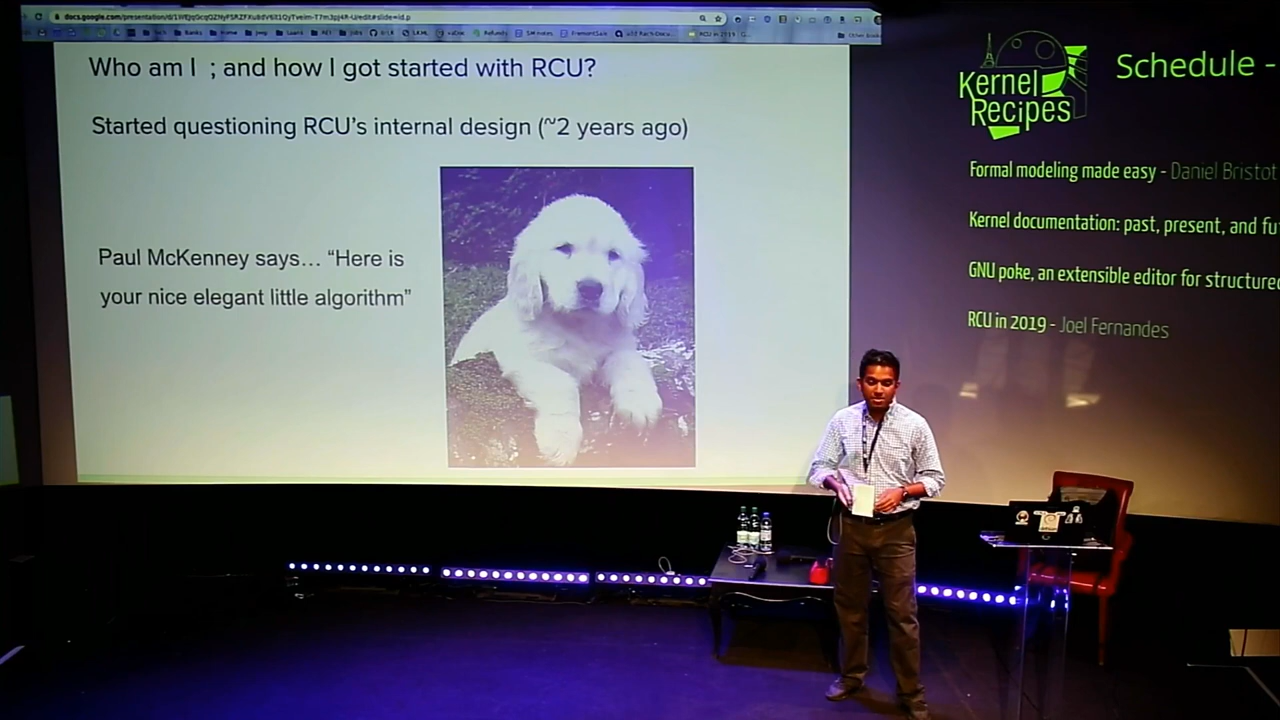 Who am I ; and how I got started with RCU?
Started questioning RCU's internal design (~2 years ago)
Paul McKenney says... “Here is
your nice elegant little algorithm”
Kernel
Recipes
Schedule -
Formal modeling made easy - Daniel Bristot
Kernel documentation: past, present, and fu
GNU poke, an extensible editor for structured
RCU in 2019 - Joel Fernandes